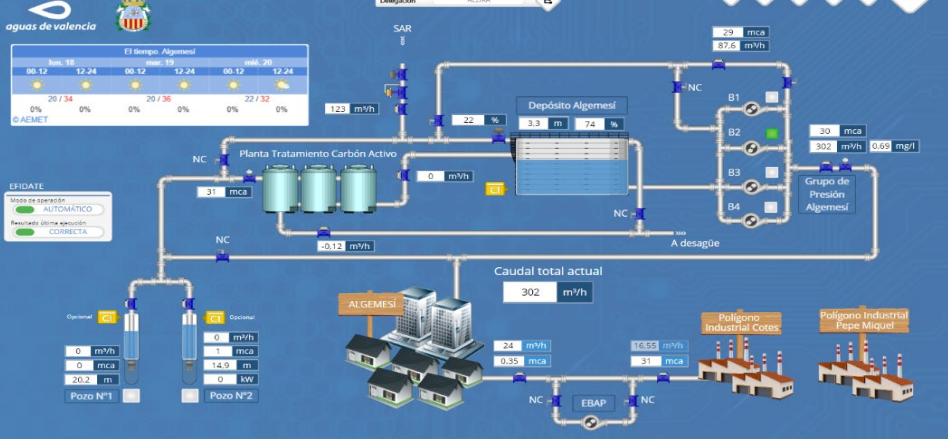 Delegación
aguas de valencia
El tiempo. Algemesí
lun. 18 mar. 19 mié. 20
00-12 12-24 00-12 12-24 00-12 12-24
20 / 34 20 / 36 22 / 32
0% 0% 0% 0% 0% 0%
© AEMET
SAR
29 mca
87,6 m³/h
NC
123 m³/h
22 %
Depósito Algemesí
3,3 m 74 %
B1
B2
B3
B4
30 mca
302 m³/h 0.69 mg/l
Grupo de
Presión
Algemesí
NC
Planta Tratamiento Carbón Activo
31 mca
0 m³/h
C1
NC
-0,12 m³/h
A desagüe
EFIDATE
Modo de operación
AUTOMÁTICO
Resultado última ejecución
CORRECTA
NC
Caudal total actual
302 m³/h
Opcional C1
C1 Opcional
0 m³/h
0 mca
20,2 m
Pozo Nº1
0 m³/h
1 mca
14,9 m
0 kW
Pozo Nº2
ALGEMESÍ
24 m³/h
0,35 mca
16.55 m³/h
31 mca
NC EBAP NC
Polígono
Industrial Cotes
Polígono Industrial
Pepe Miquel